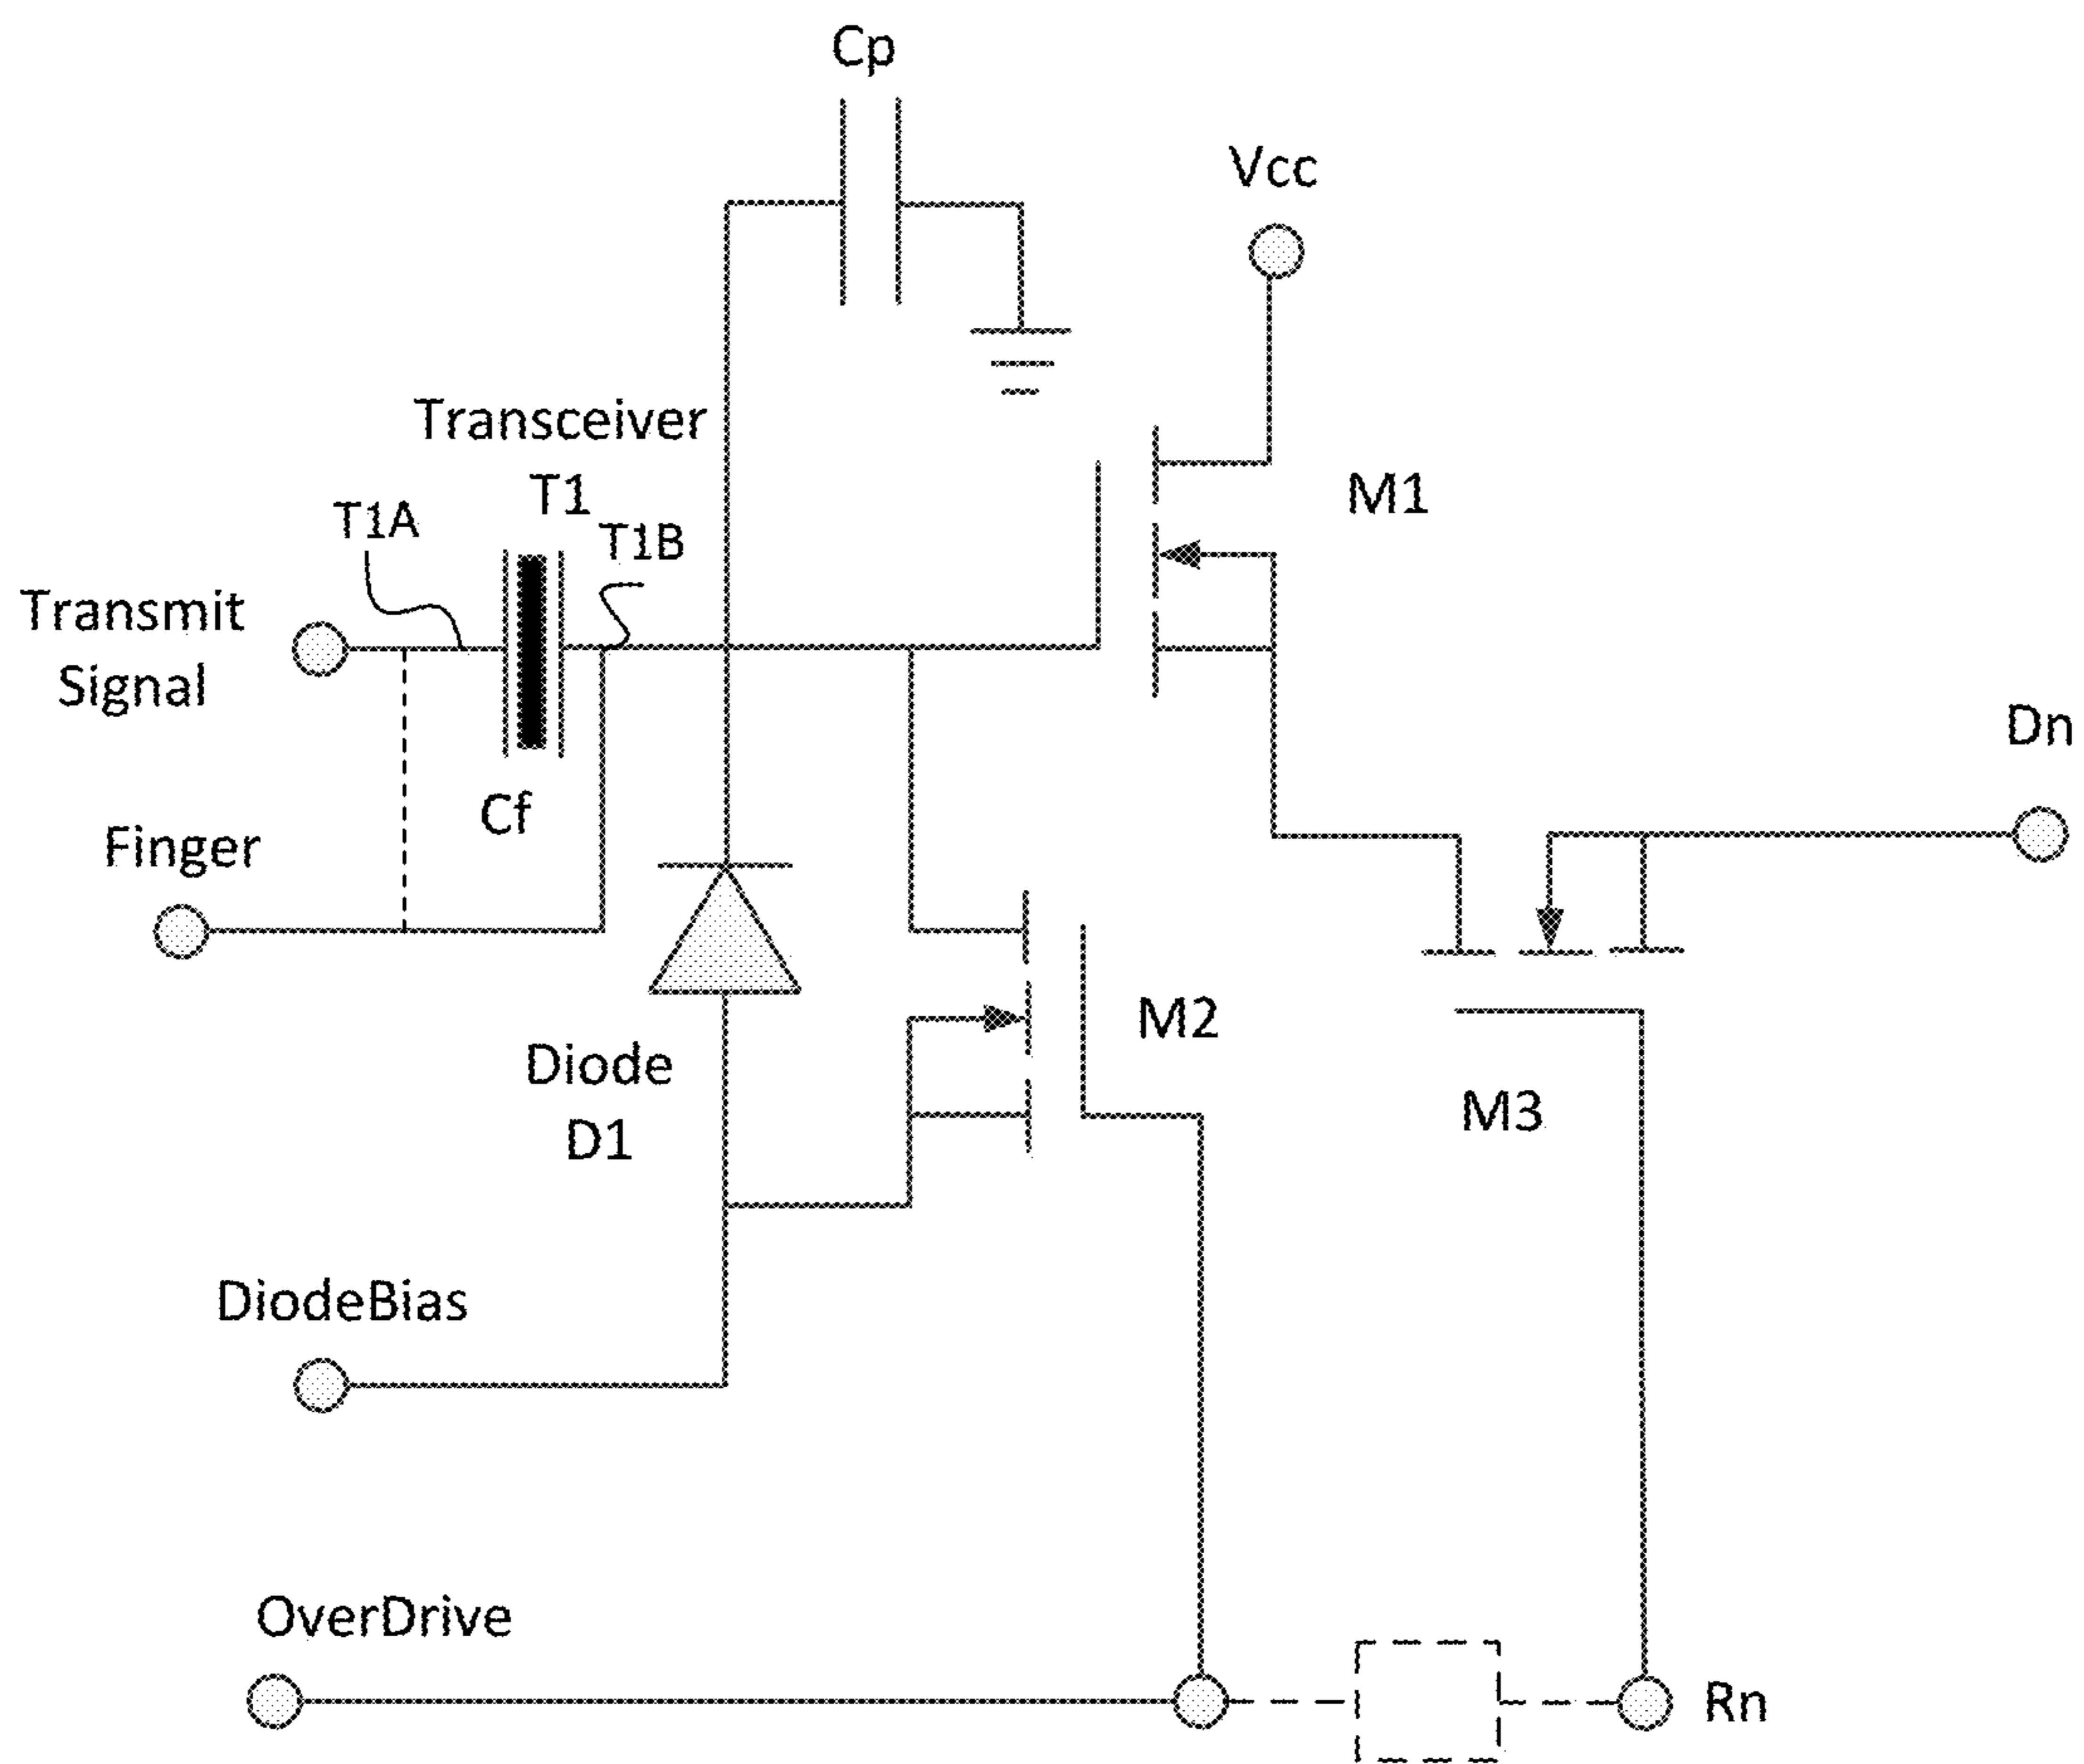 Cp
Vcc
Transceiver
T1
T1A
T1B
M1
Transmit
Signal
Dn
Cf
Finger
M2
Diode
D1
M3
DiodeBias
OverDrive
Rn